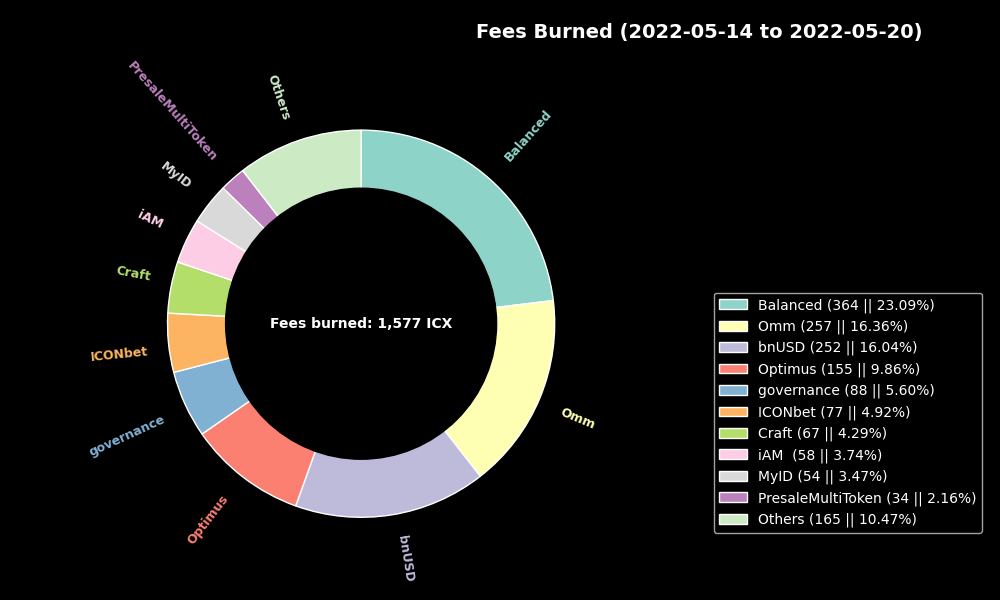 Fees Burned (2022-05-14 to 2022-05-20)
PresaleMultiToken
Others
Balanced
MyID
iAM
Craft
ICONbet
governance
Optimus
bnUSD
Omm
Fees burned: 1,577 ICX
Balanced (364 || 23.09%)
Omm (257 || 16.36%)
bnUSD (252 || 16.04%)
Optimus (155 || 9.86%)
governance (88 || 5.60%)
ICONbet (77 || 4.92%)
Craft (67 || 4.29%)
iAM  (58 || 3.74%)
MyID (54 || 3.47%)
PresaleMultiToken (34 || 2.16%)
Others (165 || 10.47%)